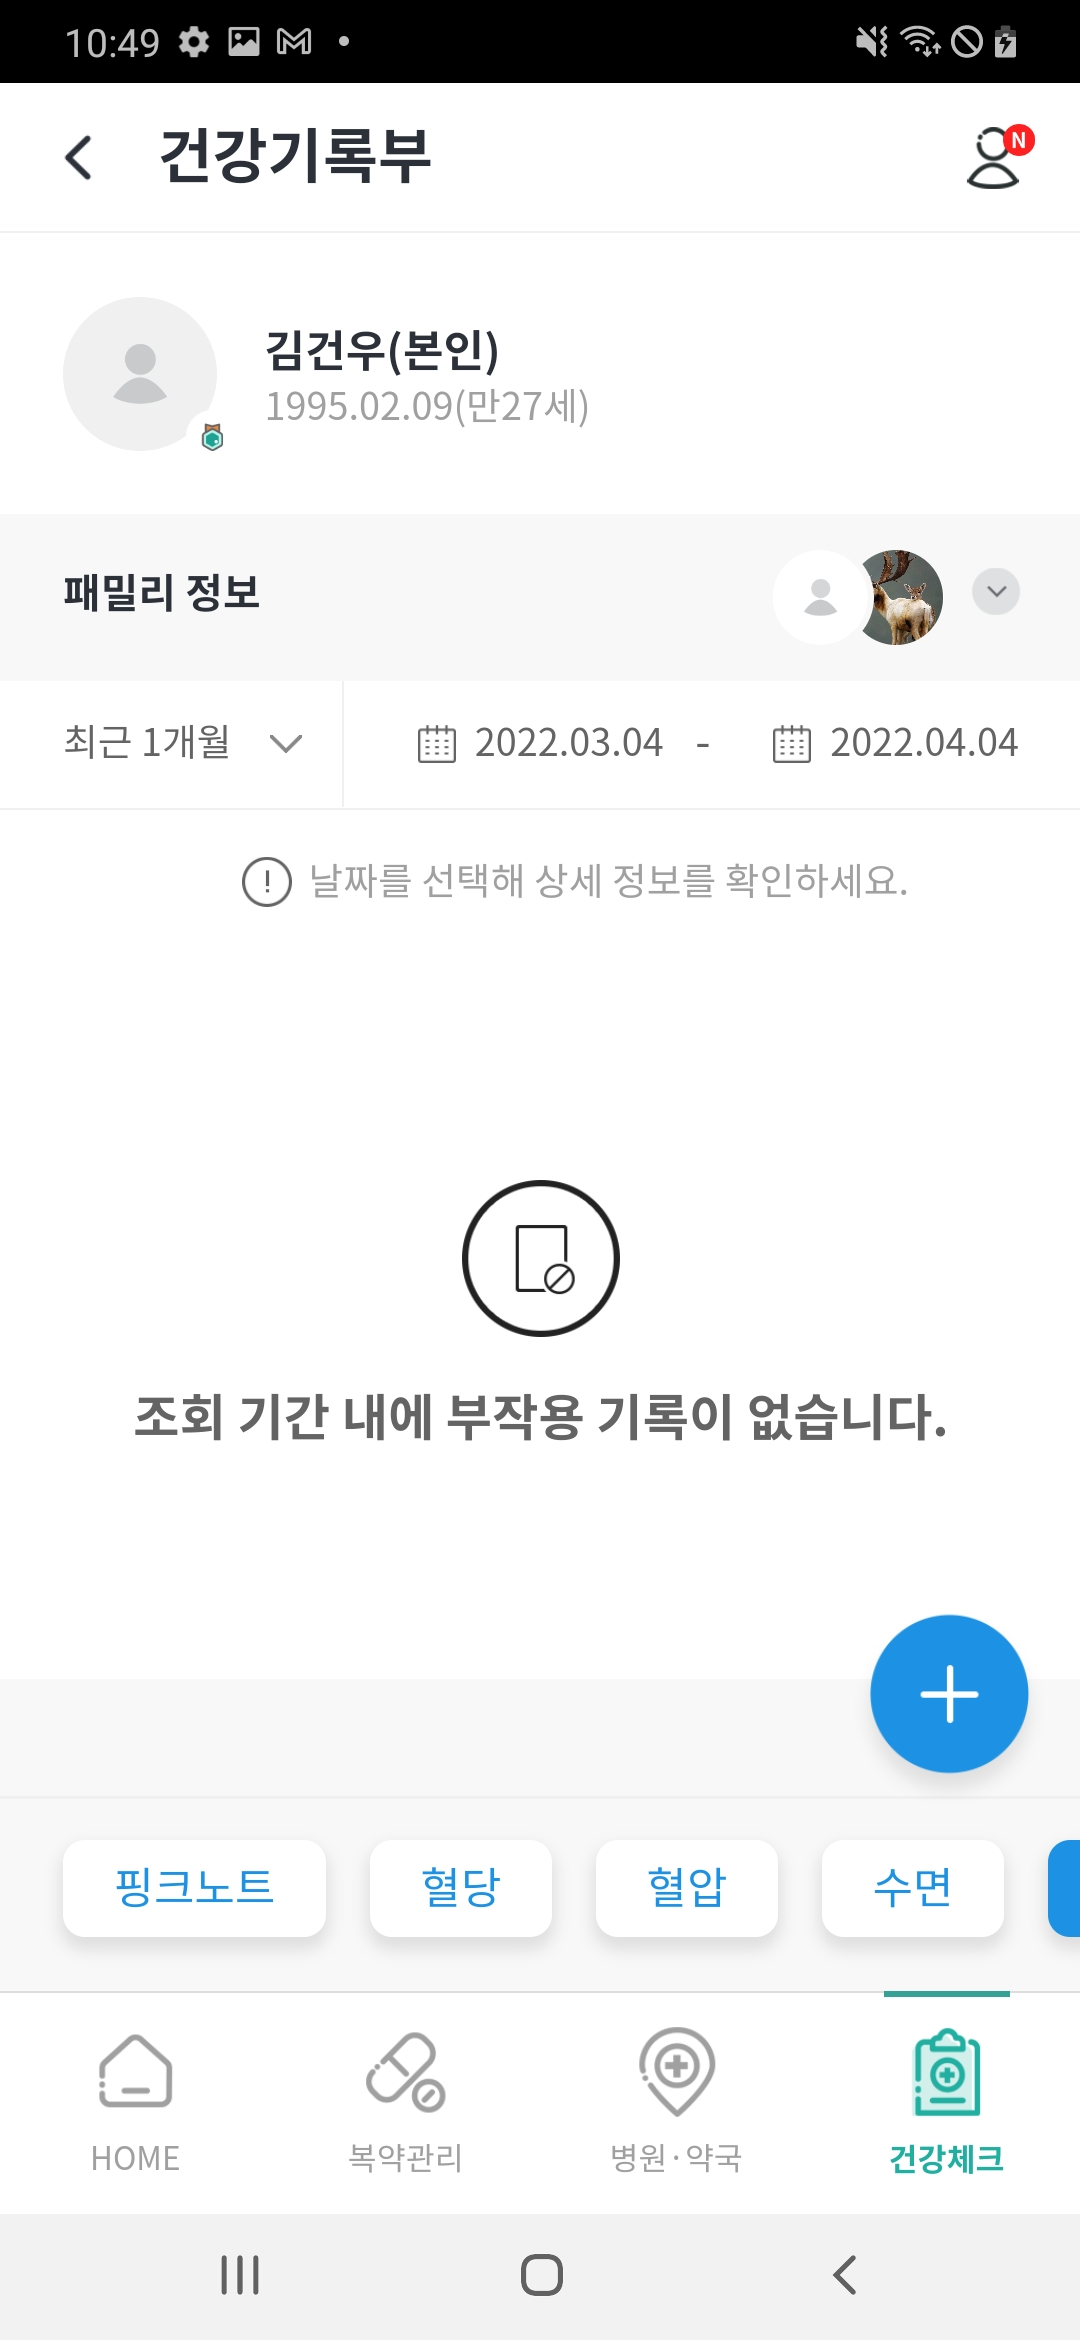 10:49
건강기록부
N
김건우(본인)
1995.02.09(만27세)
패밀리 정보
최근 1개월 2022.03.04 - 2022.04.04
날짜를 선택해 상세 정보를 확인하세요.
조회 기간 내에 부작용 기록이 없습니다.
핑크노트 혈당 혈압 수면
HOME 복약관리 병원·약국 건강체크